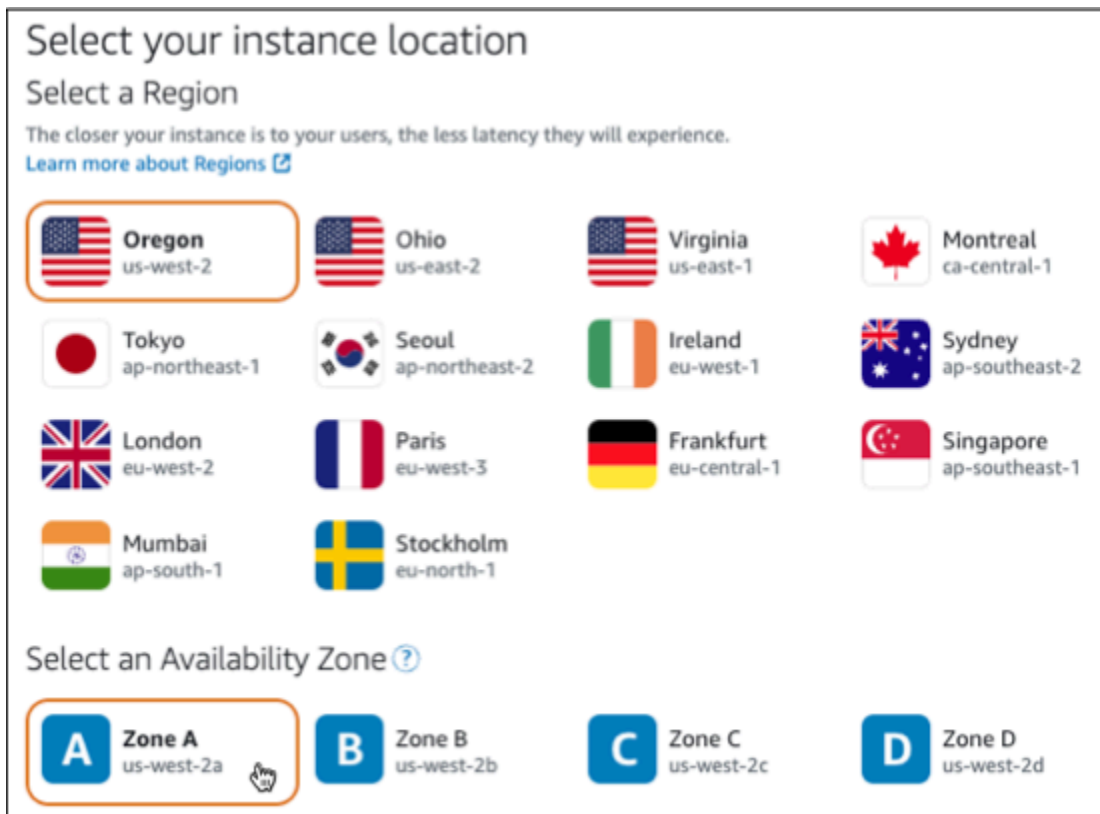 Select your instance location
Select a Region
The closer your instance is to your users, the less latency they will experience.
Learn more about Regions
Oregon
us-west-2
Ohio
us-east-2
Virginia
us-east-1
Montreal
ca-central-1
Tokyo
ap-northeast-1
Seoul
ap-northeast-2
Ireland
eu-west-1
Sydney
ap-southeast-2
London
eu-west-2
Paris
eu-west-3
Frankfurt
eu-central-1
Singapore
ap-southeast-1
Mumbai
ap-south-1
Stockholm
eu-north-1
Select an Availability Zone ?
A
Zone A
us-west-2a
B
Zone B
us-west-2b
C
Zone C
us-west-2c
D
Zone D
us-west-2d